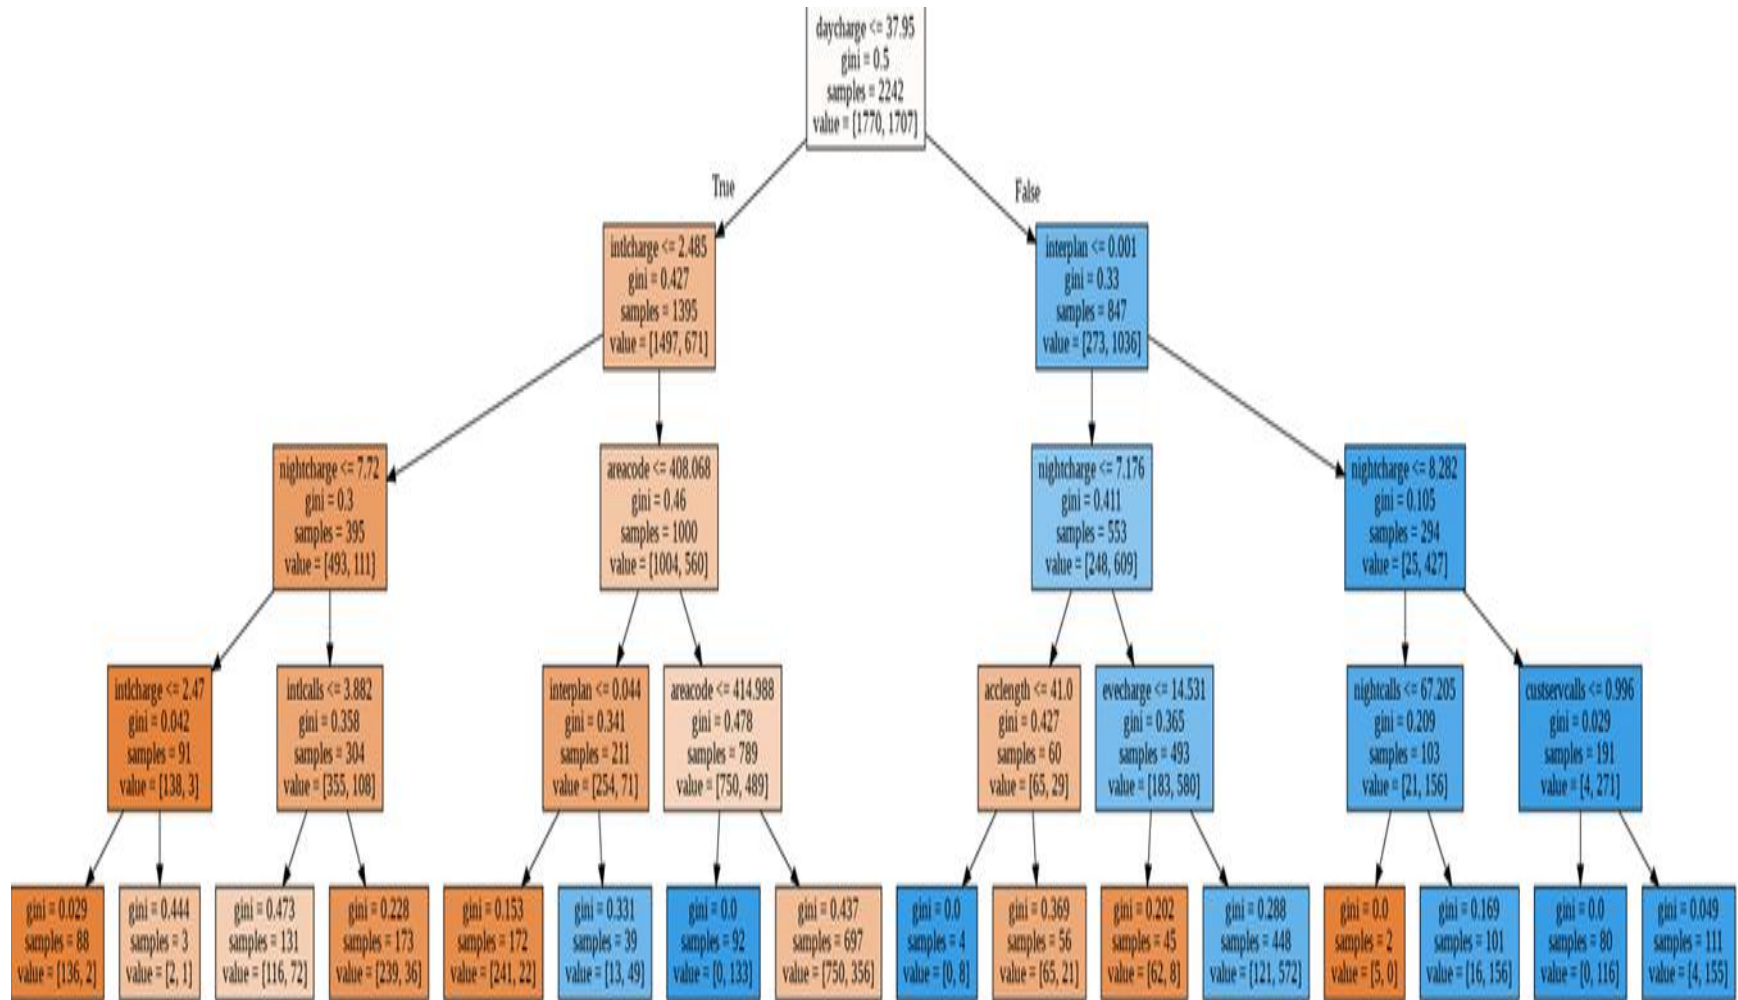 daycharge <= 37.95
gini = 0.5
samples = 2242
value = [1770, 1707]
True
False
intlcharge <= 2.485
gini = 0.427
samples = 1395
value = [1497, 671]
interplan <= 0.001
gini = 0.33
samples = 847
value = [273, 1036]
nightcharge <= 7.72
gini = 0.3
samples = 395
value = [493, 111]
areacode <= 408.068
gini = 0.46
samples = 1000
value = [1004, 560]
nightcharge <= 7.176
gini = 0.411
samples = 553
value = [248, 609]
nightcharge <= 8.282
gini = 0.105
samples = 294
value = [25, 427]
intlcharge <= 2.47
gini = 0.042
samples = 91
value = [138, 3]
intlcalls <= 3.882
gini = 0.358
samples = 304
value = [355, 108]
interplan <= 0.044
gini = 0.341
samples = 211
value = [254, 71]
areacode <= 414.988
gini = 0.478
samples = 789
value = [750, 489]
acclength <= 41.0
gini = 0.427
samples = 60
value = [65, 29]
evecharge <= 14.531
gini = 0.365
samples = 493
value = [183, 580]
nightcalls <= 67.205
gini = 0.209
samples = 103
value = [21, 156]
custservcalls <= 0.996
gini = 0.029
samples = 191
value = [4, 271]
gini = 0.029
samples = 88
value = [136, 2]
gini = 0.444
samples = 3
value = [2, 1]
gini = 0.473
samples = 131
value = [116, 72]
gini = 0.228
samples = 173
value = [239, 36]
gini = 0.153
samples = 172
value = [241, 22]
gini = 0.331
samples = 39
value = [13, 49]
gini = 0.0
samples = 92
value = [0, 133]
gini = 0.437
samples = 697
value = [750, 356]
gini = 0.0
samples = 4
value = [0, 8]
gini = 0.369
samples = 56
value = [65, 21]
gini = 0.202
samples = 45
value = [62, 8]
gini = 0.288
samples = 448
value = [121, 572]
gini = 0.0
samples = 2
value = [5, 0]
gini = 0.169
samples = 101
value = [16, 156]
gini = 0.0
samples = 80
value = [0, 116]
gini = 0.049
samples = 111
value = [4, 155]